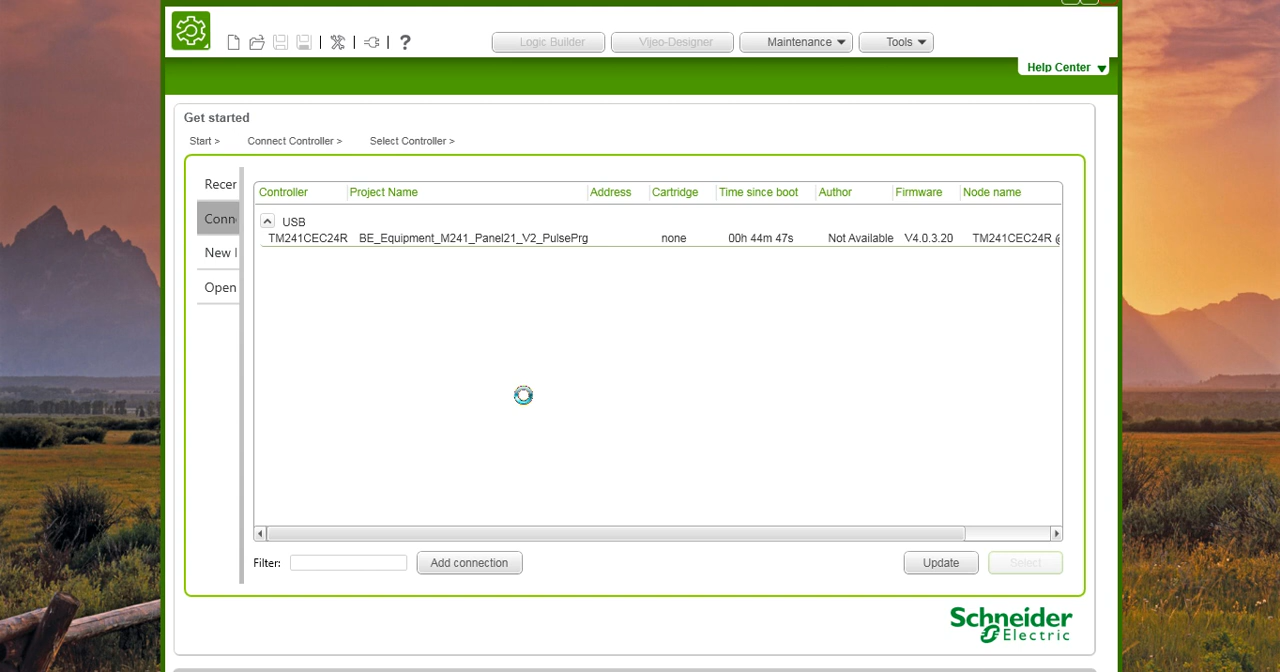 ?
Logic Builder
Vijeo-Designer
Maintenance
Tools
Help Center
Get started
Start >
Connect Controller >
Select Controller >
Recer
Conn
New
Open
Controller
Project Name
Address
Cartridge
Time since boot
Author
Firmware
Node name
USB
TM241CEC24R BE_Equipment_M241_Panel21_V2_PulsePrg none 00h 44m 47s Not Available V4.0.3.20 TM241CEC24R @
Filter:
Add connection
Update
Select
Schneider
Electric